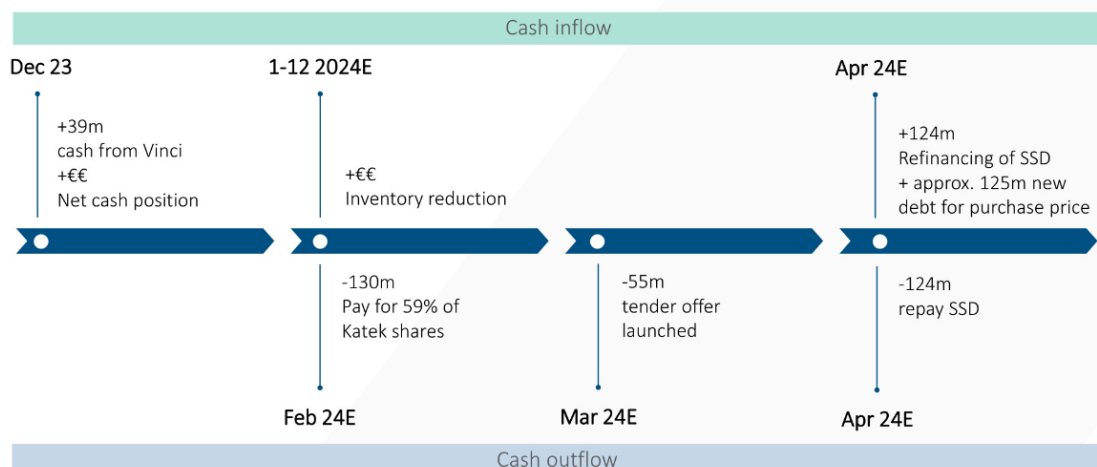 Cash inflow
Dec 23
1-12 2024E
Apr 24E
+39m
cash from Vinci
+€€
Net cash position
+€€
Inventory reduction
+124m
Refinancing of SSD
+ approx. 125m new
debt for purchase price
-130m
Pay for 59% of
Katek shares
-55m
tender offer
launched
-124m
repay SSD
Feb 24E
Mar 24E
Apr 24E
Cash outflow